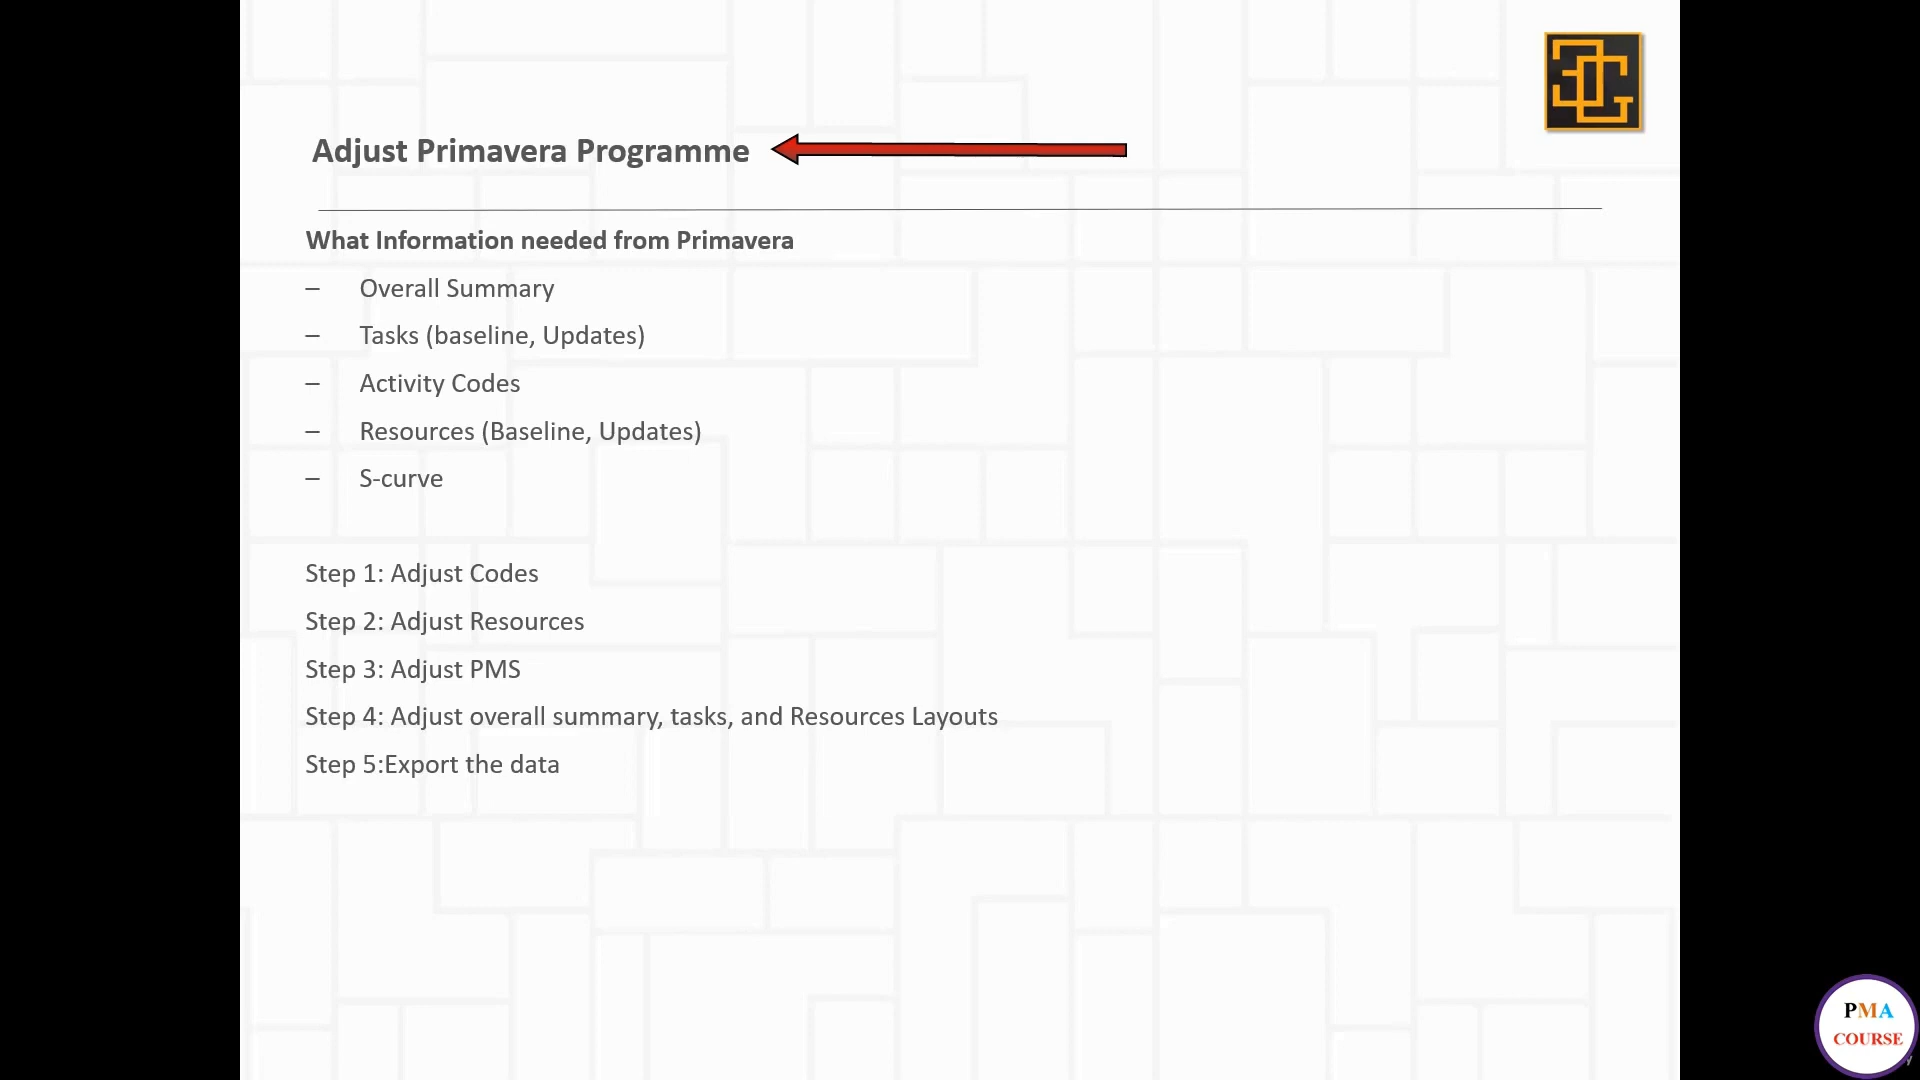 Adjust Primavera Programme
What Information needed from Primavera
– Overall Summary
– Tasks (baseline, Updates)
– Activity Codes
– Resources (Baseline, Updates)
– S-curve
Step 1: Adjust Codes
Step 2: Adjust Resources
Step 3: Adjust PMS
Step 4: Adjust overall summary, tasks, and Resources Layouts
Step 5:Export the data
PMA
COURSE